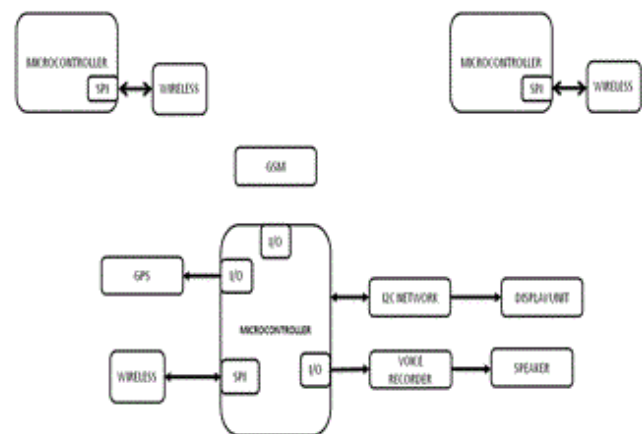 MICROCONTROLLER
SPI
WIRELESS
MICROCONTROLLER
SPI
WIRELESS
GSM
I/O
GPS
I/O
I2C NETWORK
DISPLAY UNIT
MICROCONTROLLER
WIRELESS
SPI
I/O
VOICE
RECORDER
SPEAKER